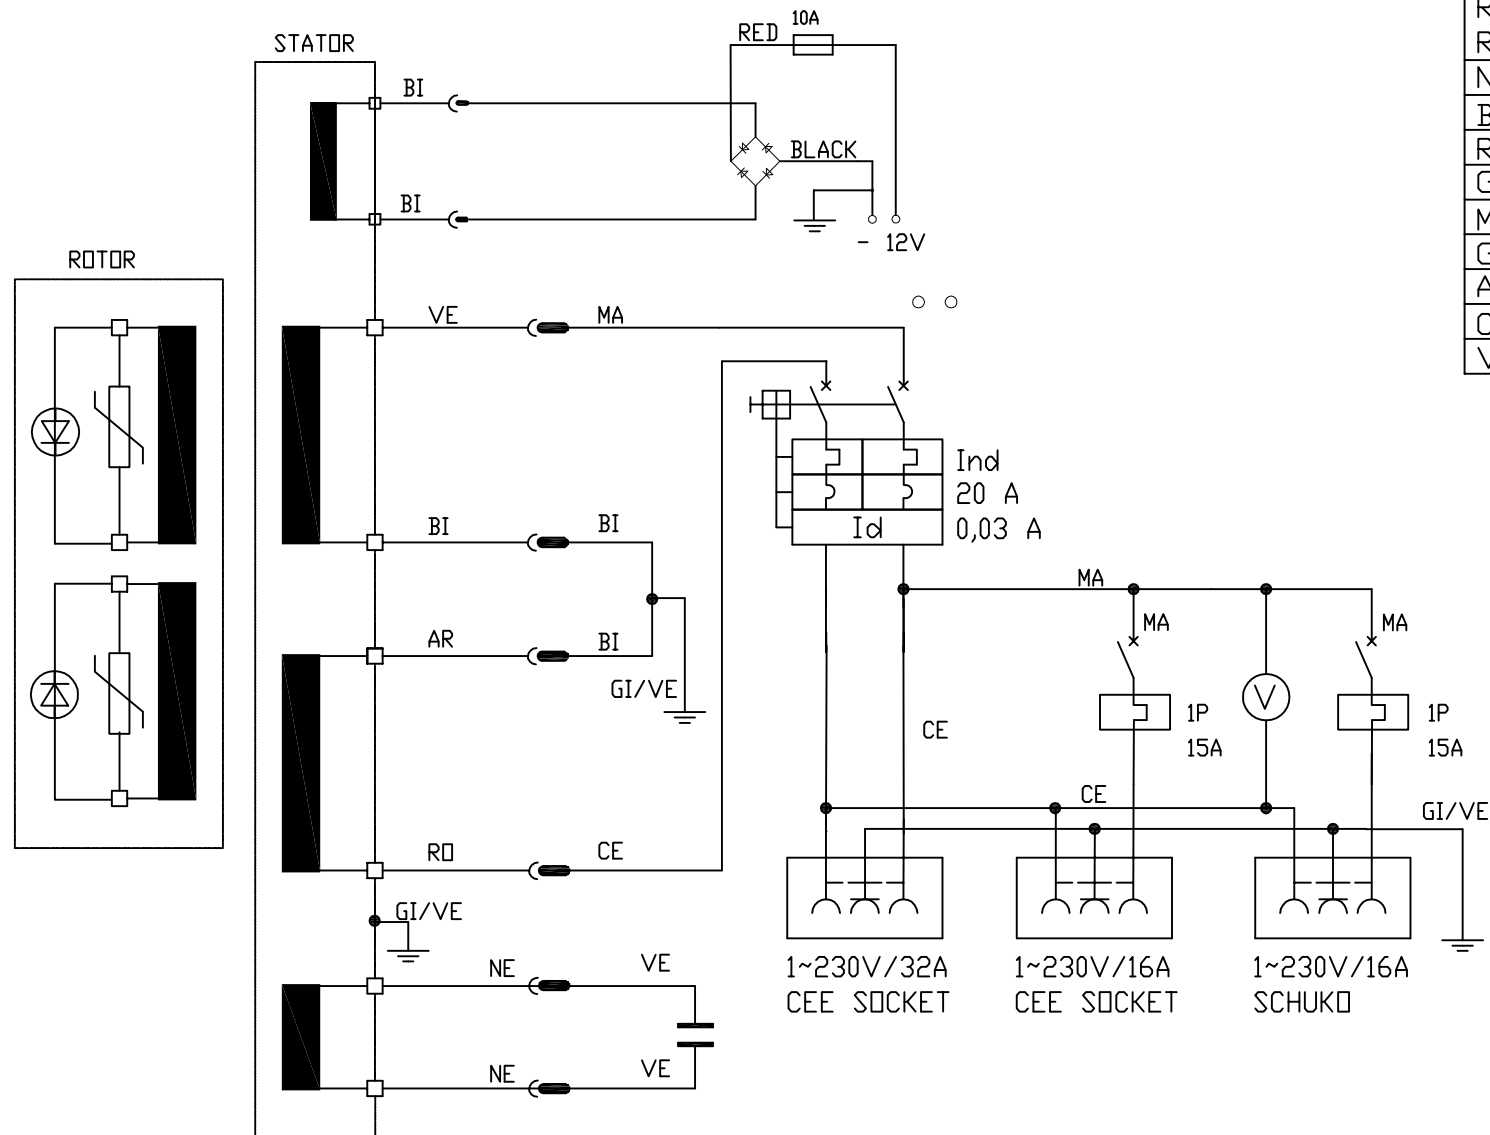 10A
RED
STATOR
BI
BLACK
BI
- 12V
ROTOR
VE
MA
Ind
20 A
Id
0,03 A
BI
BI
MA
MA
MA
AR
BI
GI/VE
V
1P
15A
1P
15A
CE
CE
GI/VE
RO
CE
GI/VE
NE
VE
1~230V/32A
CEE SOCKET
1~230V/16A
CEE SOCKET
1~230V/16A
SCHUKO
NE
VE